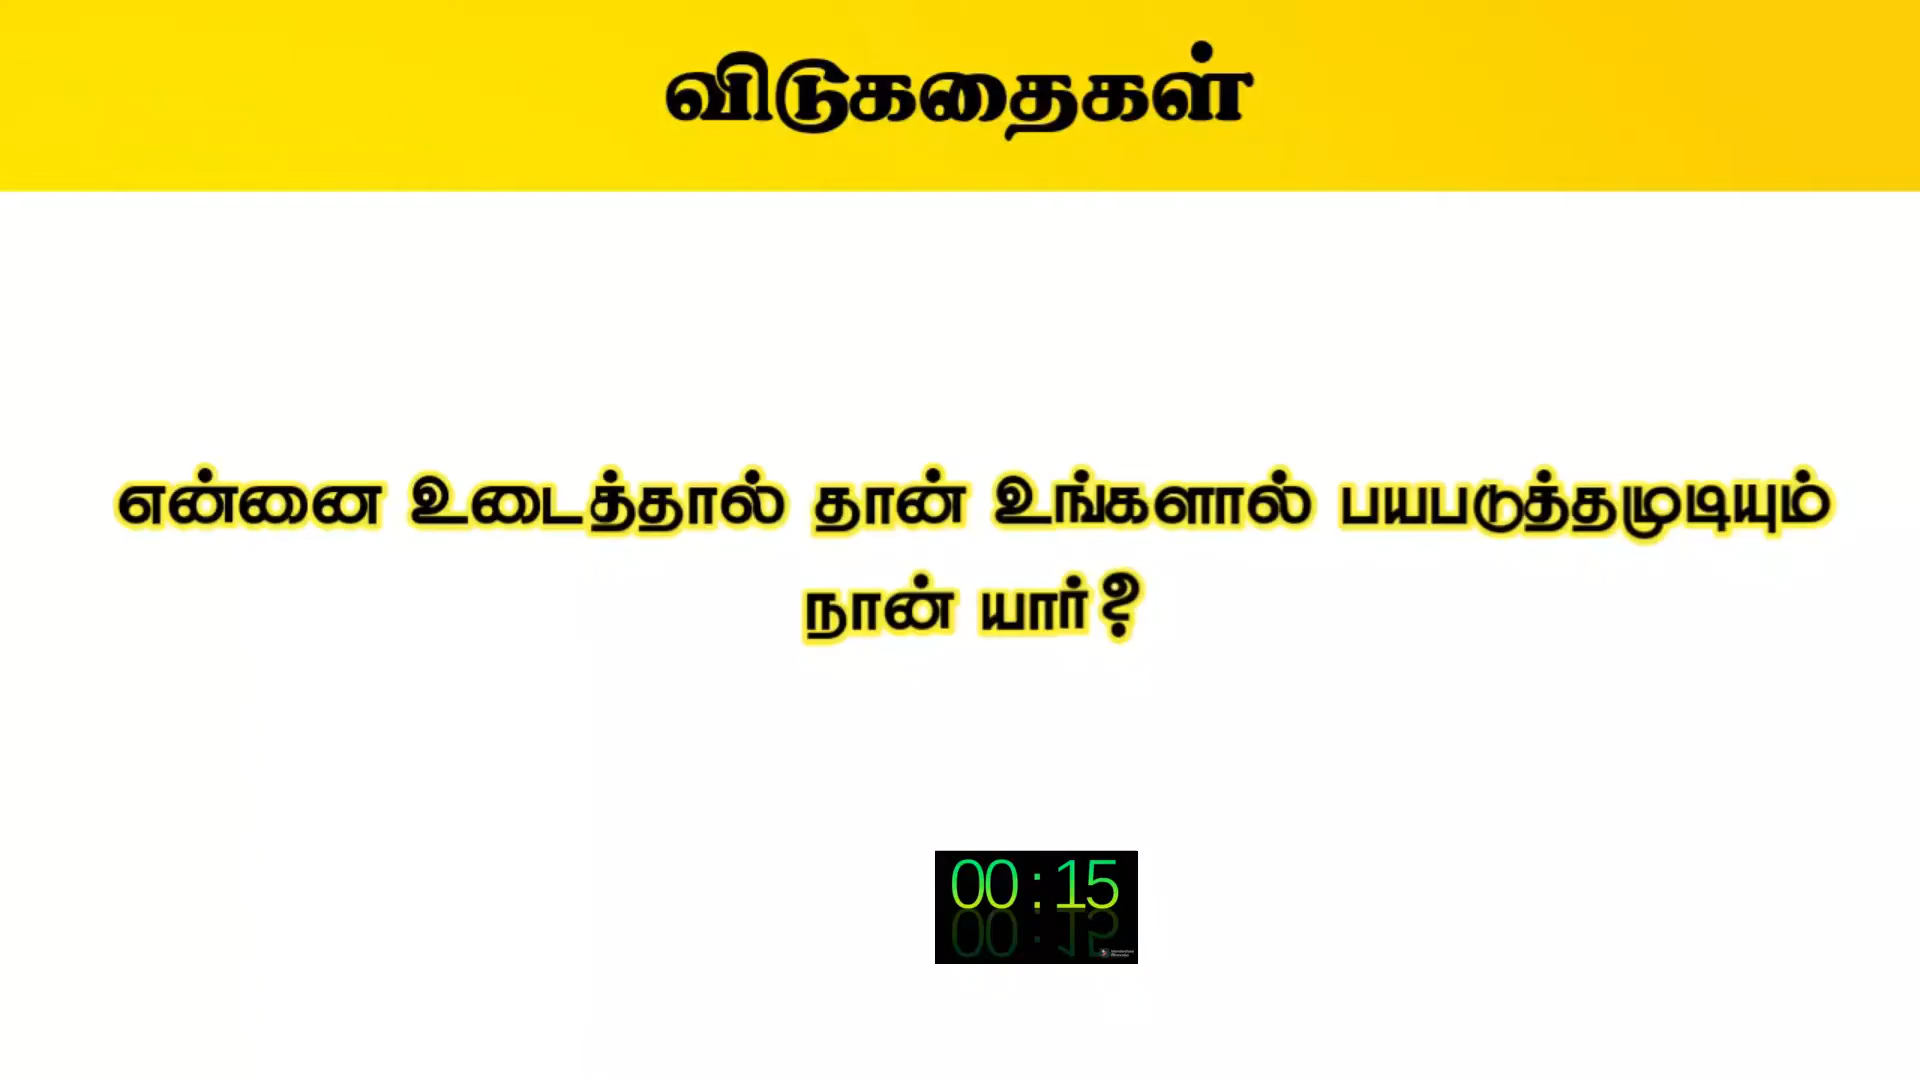 விடுகதைகள்
என்னை உடைத்தால் தான் உங்களால் பயபடுத்தமுடியும்
நான் யார்?
00:15